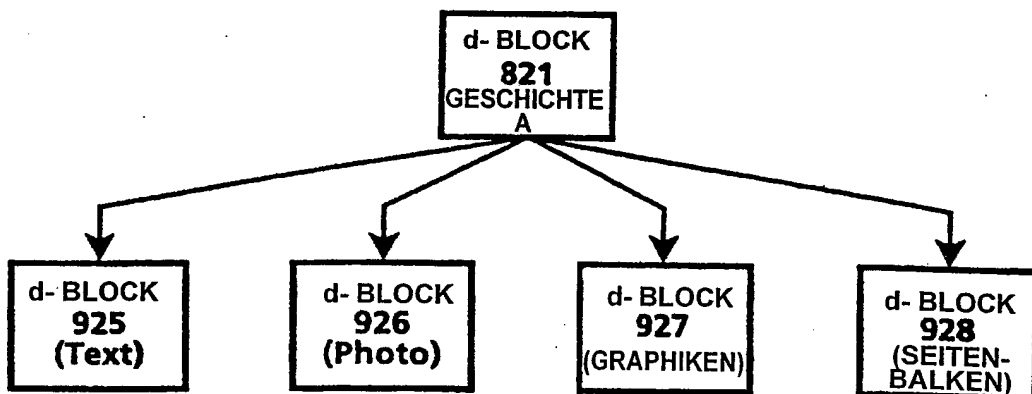 d- BLOCK
821
GESCHICHTE
A
d- BLOCK
925
(Text)
d- BLOCK
926
(Photo)
d- BLOCK
927
(GRAPHIKEN)
d- BLOCK
928
(SEITEN-
BALKEN)